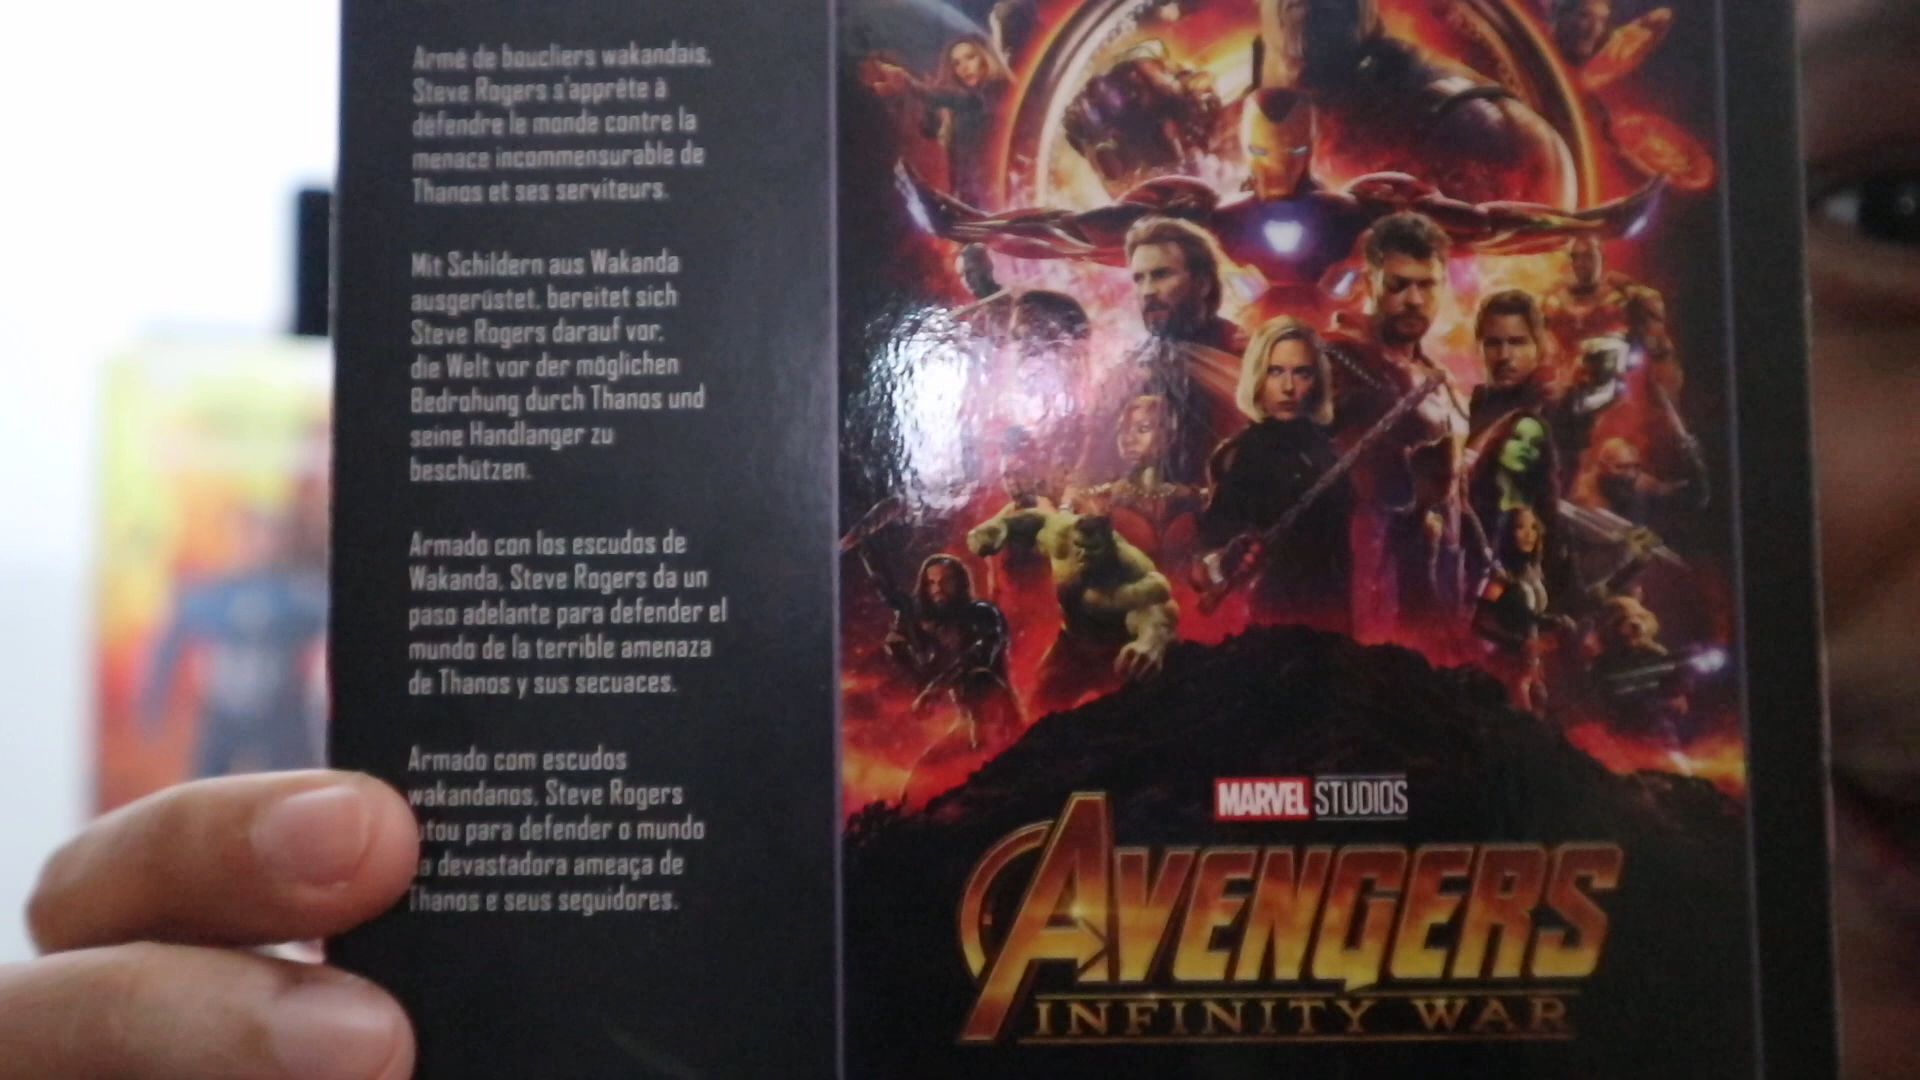 Armé de boucliers wakandais,
Steve Rogers s'apprête à
défendre le monde contre la
menace incommensurable de
Thanos et ses serviteurs.
Mit Schildern aus Wakanda
ausgerüstet, bereitet sich
Steve Rogers darauf vor,
die Welt vor der möglichen
Bedrohung durch Thanos und
seine Handlanger zu
beschützen.
Armado con los escudos de
Wakanda, Steve Rogers da un
paso adelante para defender el
mundo de la terrible amenaza
de Thanos y sus secuaces.
Armado com escudos
wakandanos, Steve Rogers
para defender o mundo
devastadora ameaça de
Thanos e seus seguidores.
MARVEL STUDIOS
AVENGERS
INFINITY WAR